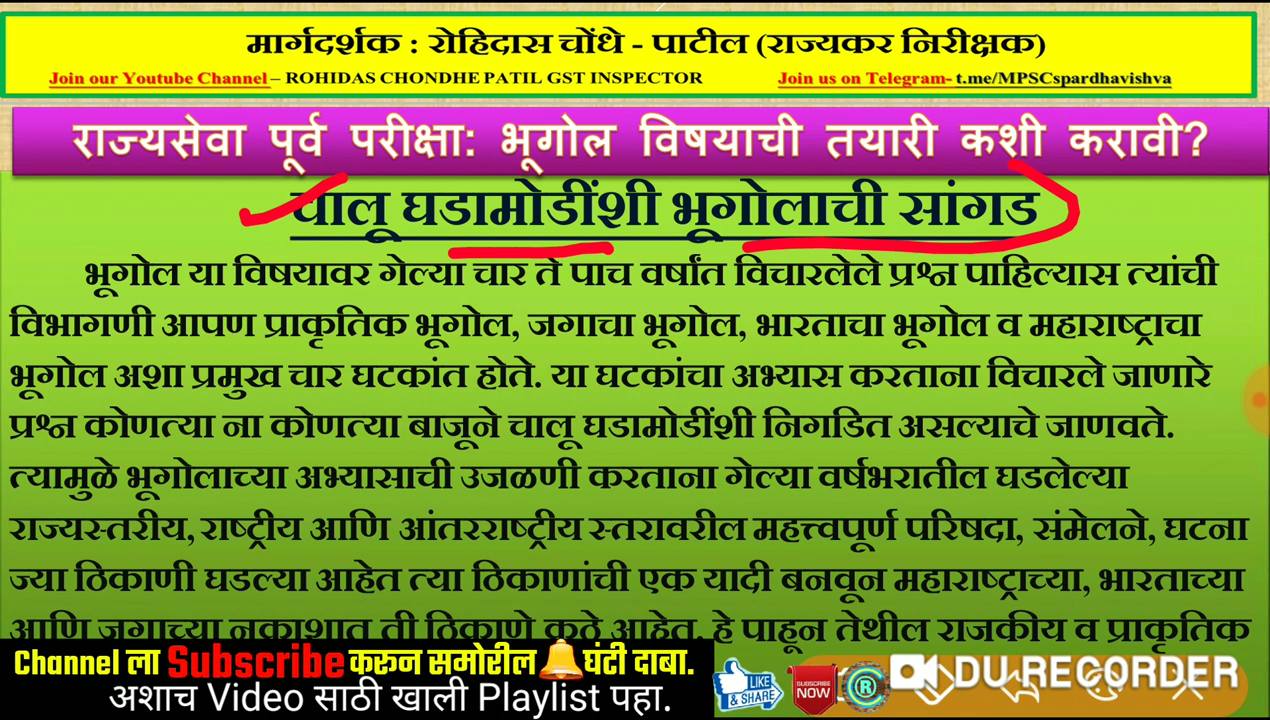 मार्गदर्शक : रोहिदास चोंधे - पाटील (राज्यकर निरीक्षक)
Join our Youtube Channel – ROHIDAS CHONDHE PATIL GST INSPECTOR Join us on Telegram- t.me/MPSCspardhavishva
राज्यसेवा पूर्व परीक्षा: भूगोल विषयाची तयारी कशी करावी?
चालू घडामोडींशी भूगोलाची सांगड
भूगोल या विषयावर गेल्या चार ते पाच वर्षांत विचारलेले प्रश्न पाहिल्यास त्यांची
विभागणी आपण प्राकृतिक भूगोल, जगाचा भूगोल, भारताचा भूगोल व महाराष्ट्राचा
भूगोल अशा प्रमुख चार घटकांत होते. या घटकांचा अभ्यास करताना विचारले जाणारे
प्रश्न कोणत्या ना कोणत्या बाजूने चालू घडामोडींशी निगडित असल्याचे जाणवते.
त्यामुळे भूगोलाच्या अभ्यासाची उजळणी करताना गेल्या वर्षभरातील घडलेल्या
राज्यस्तरीय, राष्ट्रीय आणि आंतरराष्ट्रीय स्तरावरील महत्त्वपूर्ण परिषदा, संमेलने, घटना
ज्या ठिकाणी घडल्या आहेत त्या ठिकाणांची एक यादी बनवून महाराष्ट्राच्या, भारताच्या
आणि जगाच्या नकाशात ती ठिकाणे कुठे आहेत. हे पाहून तेथील राजकीय व प्राकृतिक
Channel ला Subscribe करून समोरील घंटी दाबा.
अशाच Video साठी खाली Playlist पहा.
LIKE & SHARE
SUBSCRIBE NOW
R
DU RECORDER